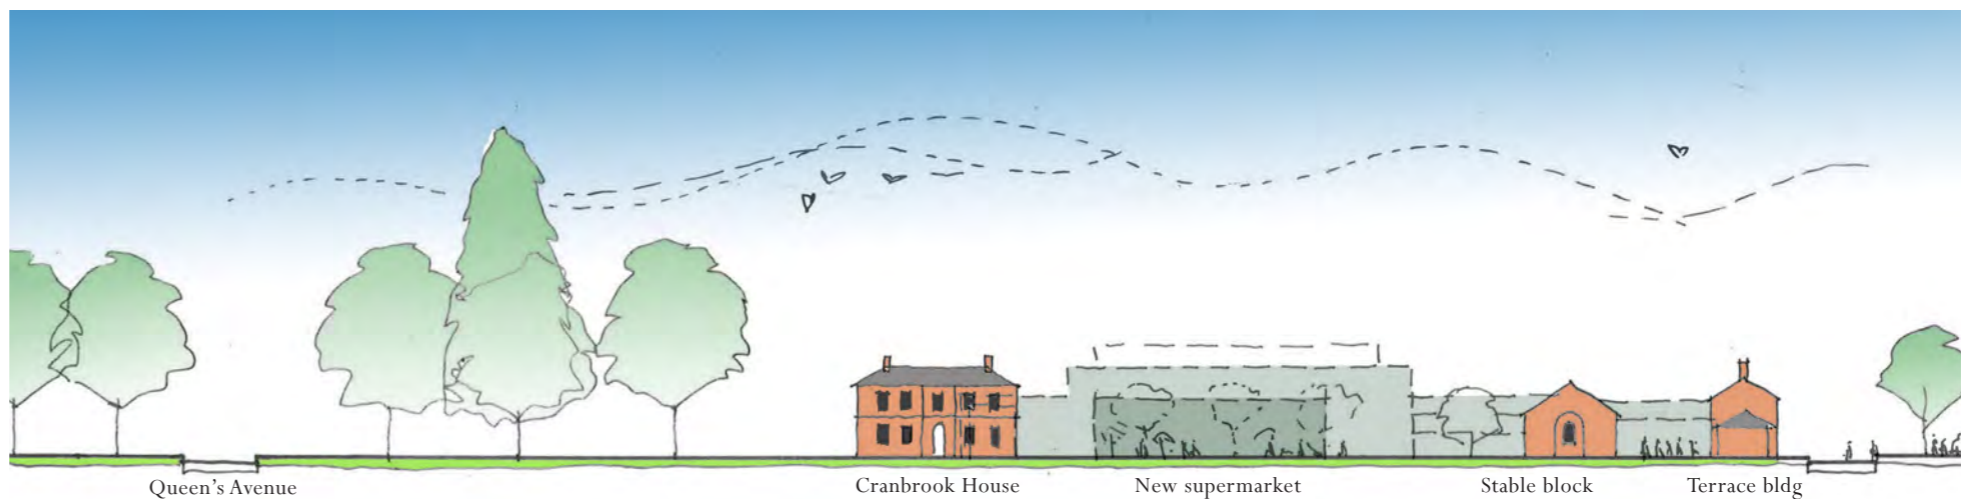 Queen's Avenue
Cranbrook House
New supermarket
Stable block
Terrace bldg